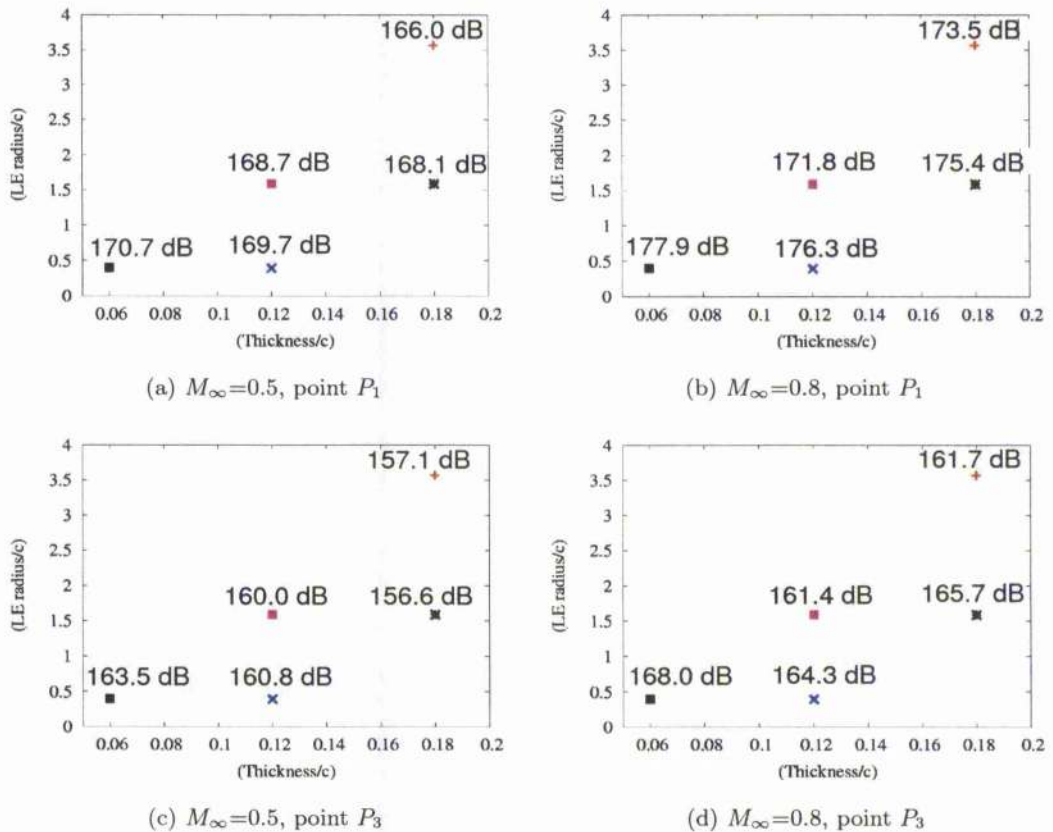 4
3.5
3
2.5
2
1.5
1
0.5
0
(LE radius/c)
166.0 dB
168.7 dB
168.1 dB
170.7 dB
169.7 dB
0.06 0.08 0.1 0.12 0.14 0.16 0.18 0.2
(Thickness/c)
(a) M∞=0.5, point P1
4
3.5
3
2.5
2
1.5
1
0.5
0
(LE radius/c)
173.5 dB
171.8 dB
175.4 dB
177.9 dB
176.3 dB
0.06 0.08 0.1 0.12 0.14 0.16 0.18 0.2
(Thickness/c)
(b) M∞=0.8, point P1
4
3.5
3
2.5
2
1.5
1
0.5
0
(LE radius/c)
157.1 dB
160.0 dB
156.6 dB
163.5 dB
160.8 dB
0.06 0.08 0.1 0.12 0.14 0.16 0.18 0.2
(Thickness/c)
(c) M∞=0.5, point P3
4
3.5
3
2.5
2
1.5
1
0.5
0
(LE radius/c)
161.7 dB
161.4 dB
165.7 dB
168.0 dB
164.3 dB
0.06 0.08 0.1 0.12 0.14 0.16 0.18 0.2
(Thickness/c)
(d) M∞=0.8, point P3